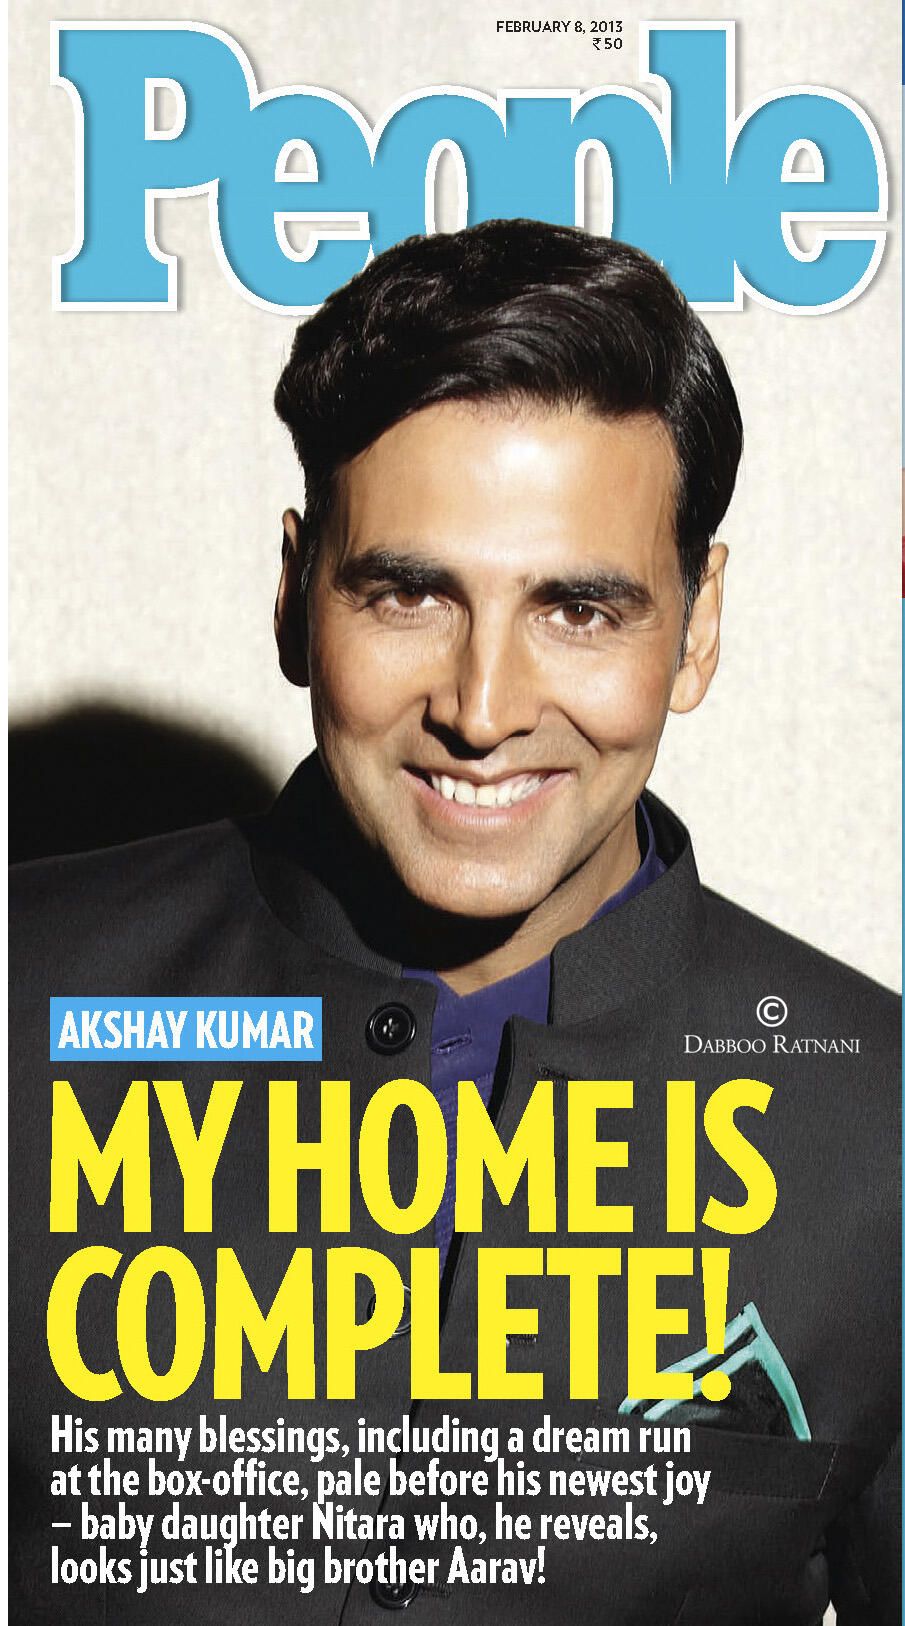 FEBRUARY 8, 2013
₹50
People
AKSHAY KUMAR
©
DABBOO RATNANI
MY HOME IS
COMPLETE!
His many blessings, including a dream run
at the box-office, pale before his newest joy
– baby daughter Nitara who, he reveals,
looks just like big brother Aarav!